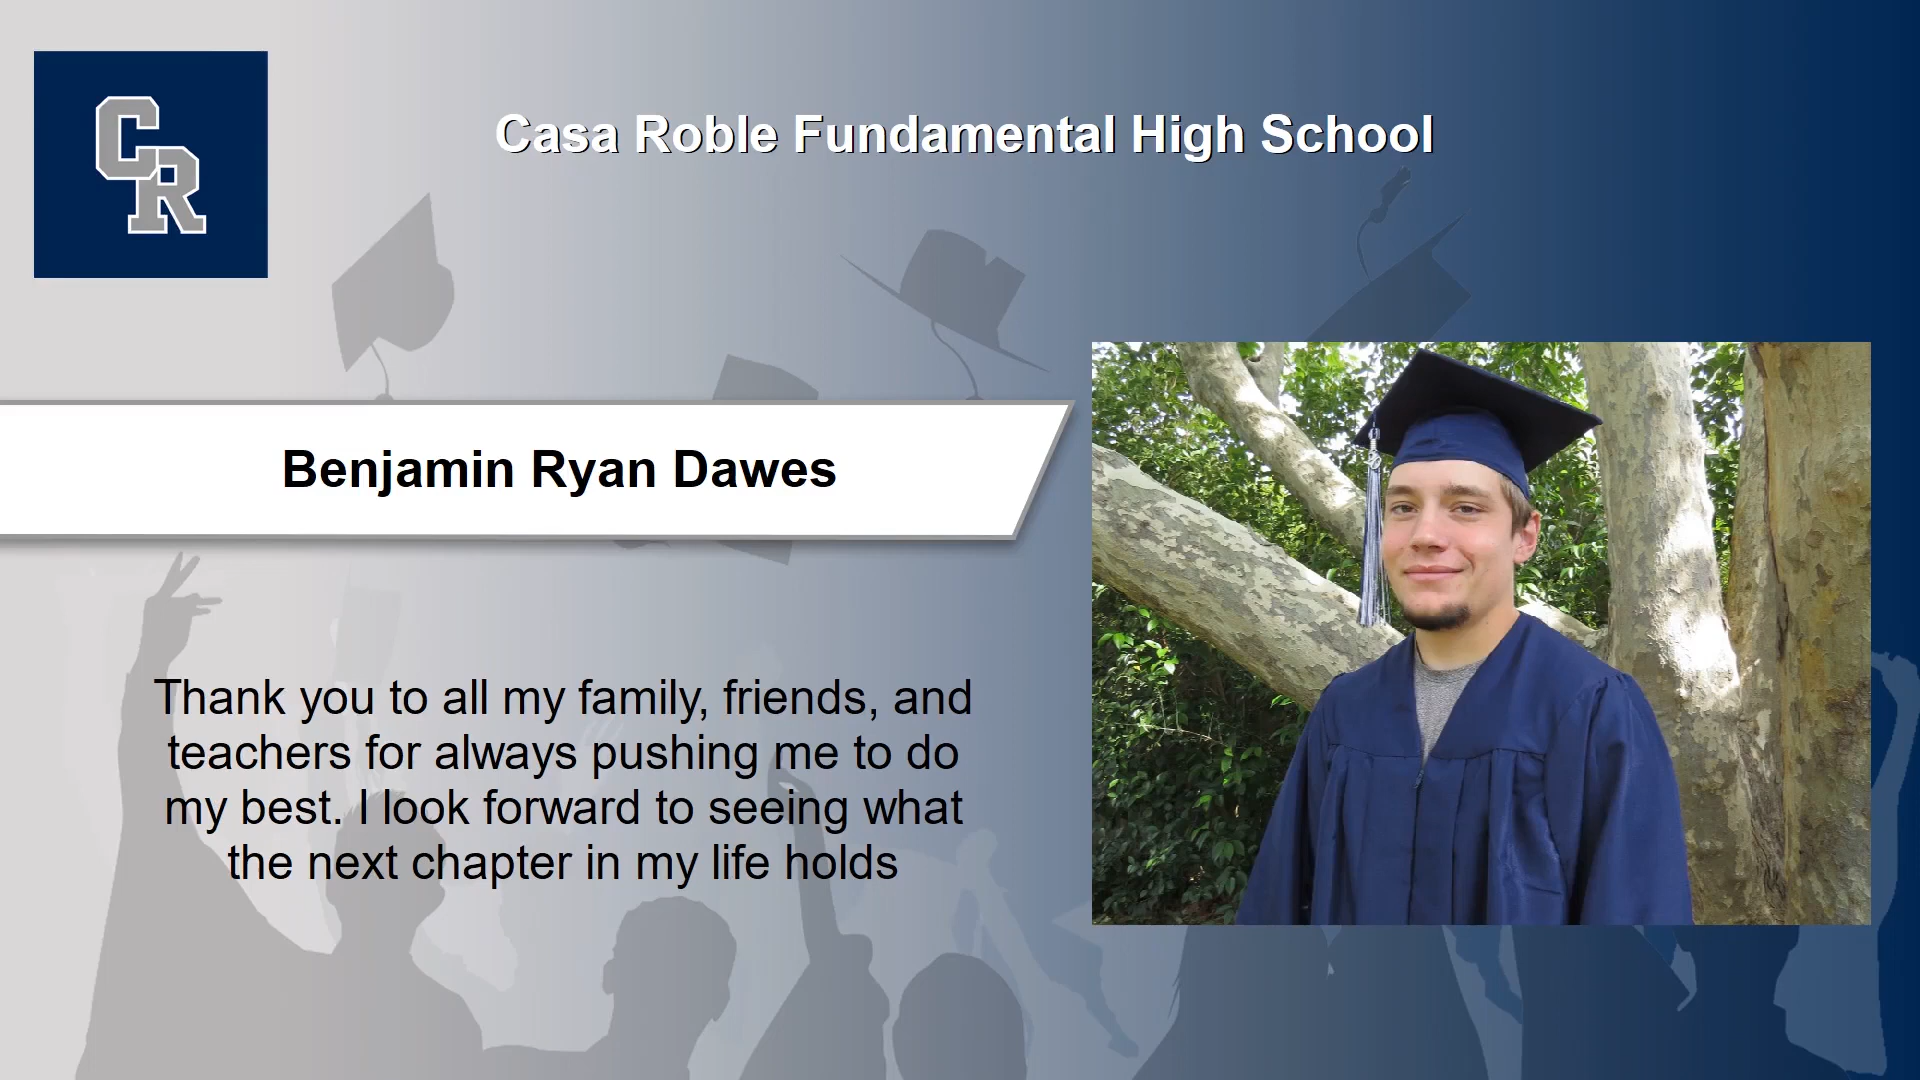 CR
Casa Roble Fundamental High School
Benjamin Ryan Dawes
Thank you to all my family, friends, and
teachers for always pushing me to do
my best. I look forward to seeing what
the next chapter in my life holds